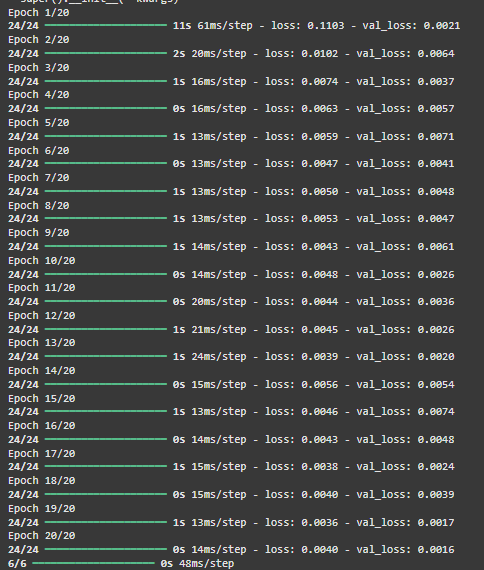 super().__init__(**kwargs)
Epoch 1/20
24/24 ━━━━━━━━━━━━━━━━━━━━ 11s 61ms/step - loss: 0.1103 - val_loss: 0.0021
Epoch 2/20
24/24 ━━━━━━━━━━━━━━━━━━━━ 2s 20ms/step - loss: 0.0102 - val_loss: 0.0064
Epoch 3/20
24/24 ━━━━━━━━━━━━━━━━━━━━ 1s 16ms/step - loss: 0.0074 - val_loss: 0.0037
Epoch 4/20
24/24 ━━━━━━━━━━━━━━━━━━━━ 0s 16ms/step - loss: 0.0063 - val_loss: 0.0057
Epoch 5/20
24/24 ━━━━━━━━━━━━━━━━━━━━ 1s 13ms/step - loss: 0.0059 - val_loss: 0.0071
Epoch 6/20
24/24 ━━━━━━━━━━━━━━━━━━━━ 0s 13ms/step - loss: 0.0047 - val_loss: 0.0041
Epoch 7/20
24/24 ━━━━━━━━━━━━━━━━━━━━ 1s 13ms/step - loss: 0.0050 - val_loss: 0.0048
Epoch 8/20
24/24 ━━━━━━━━━━━━━━━━━━━━ 1s 13ms/step - loss: 0.0053 - val_loss: 0.0047
Epoch 9/20
24/24 ━━━━━━━━━━━━━━━━━━━━ 1s 14ms/step - loss: 0.0043 - val_loss: 0.0061
Epoch 10/20
24/24 ━━━━━━━━━━━━━━━━━━━━ 0s 14ms/step - loss: 0.0048 - val_loss: 0.0026
Epoch 11/20
24/24 ━━━━━━━━━━━━━━━━━━━━ 0s 20ms/step - loss: 0.0044 - val_loss: 0.0036
Epoch 12/20
24/24 ━━━━━━━━━━━━━━━━━━━━ 1s 21ms/step - loss: 0.0045 - val_loss: 0.0026
Epoch 13/20
24/24 ━━━━━━━━━━━━━━━━━━━━ 1s 24ms/step - loss: 0.0039 - val_loss: 0.0020
Epoch 14/20
24/24 ━━━━━━━━━━━━━━━━━━━━ 0s 15ms/step - loss: 0.0056 - val_loss: 0.0054
Epoch 15/20
24/24 ━━━━━━━━━━━━━━━━━━━━ 1s 13ms/step - loss: 0.0046 - val_loss: 0.0074
Epoch 16/20
24/24 ━━━━━━━━━━━━━━━━━━━━ 0s 14ms/step - loss: 0.0043 - val_loss: 0.0048
Epoch 17/20
24/24 ━━━━━━━━━━━━━━━━━━━━ 1s 15ms/step - loss: 0.0038 - val_loss: 0.0024
Epoch 18/20
24/24 ━━━━━━━━━━━━━━━━━━━━ 0s 15ms/step - loss: 0.0040 - val_loss: 0.0039
Epoch 19/20
24/24 ━━━━━━━━━━━━━━━━━━━━ 1s 13ms/step - loss: 0.0036 - val_loss: 0.0017
Epoch 20/20
24/24 ━━━━━━━━━━━━━━━━━━━━ 0s 14ms/step - loss: 0.0040 - val_loss: 0.0016
6/6 ━━━━━━━━━━━━━━━━━━━━ 0s 48ms/step